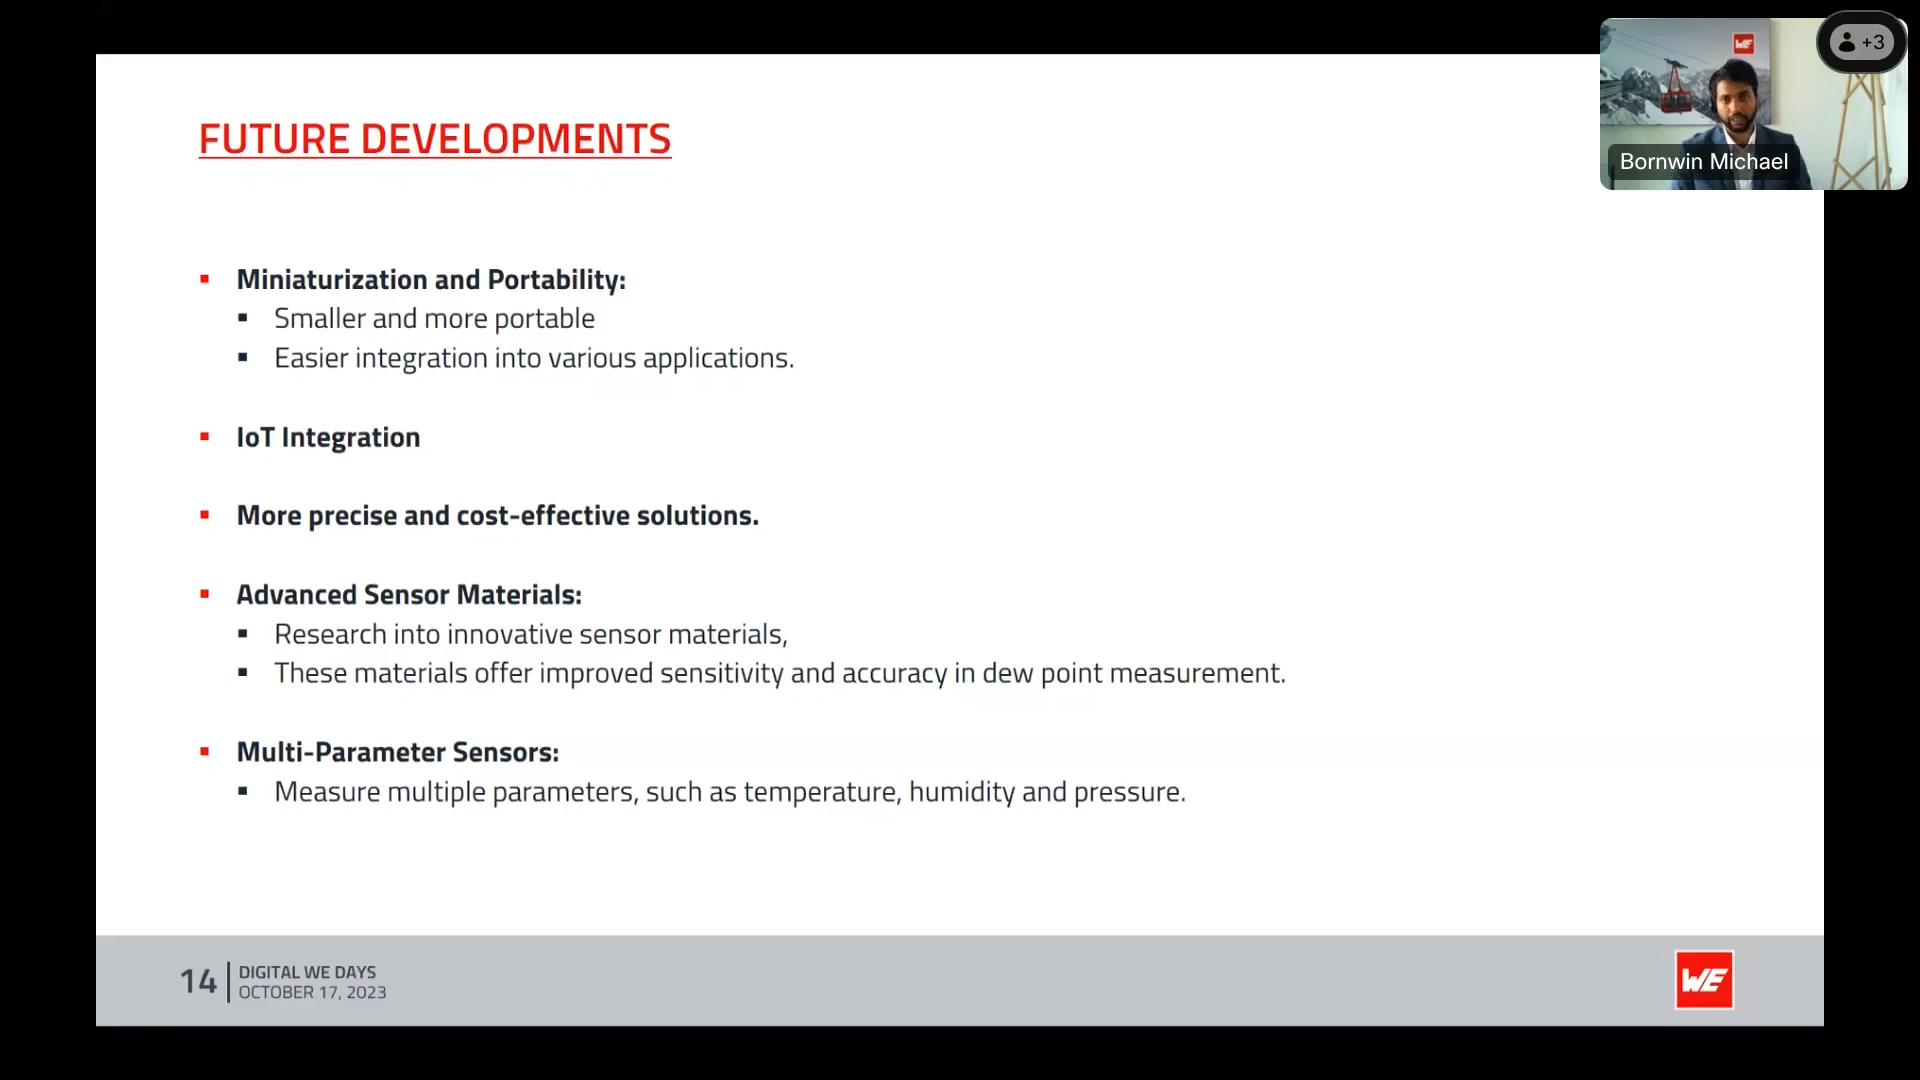 FUTURE DEVELOPMENTS
Miniaturization and Portability:
Smaller and more portable
Easier integration into various applications.
IoT Integration
More precise and cost-effective solutions.
Advanced Sensor Materials:
Research into innovative sensor materials,
These materials offer improved sensitivity and accuracy in dew point measurement.
Multi-Parameter Sensors:
Measure multiple parameters, such as temperature, humidity and pressure.
14
DIGITAL WE DAYS
OCTOBER 17, 2023
WE
WE
+3
Bornwin Michael